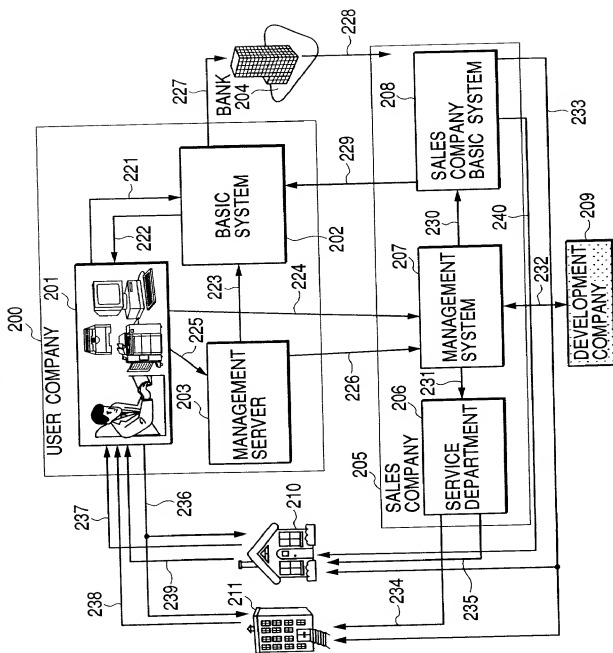 200
USER COMPANY
201
221
222
227
BANK
204
228
BASIC
SYSTEM
202
225
223
224
203
MANAGEMENT
SERVER
226
229
237
236
238
239
210
211
205
SALES
COMPANY
206
SERVICE
DEPARTMENT
231
207
MANAGEMENT
SYSTEM
230
208
SALES
COMPANY
BASIC SYSTEM
240
233
232
234
235
209
DEVELOPMENT
COMPANY